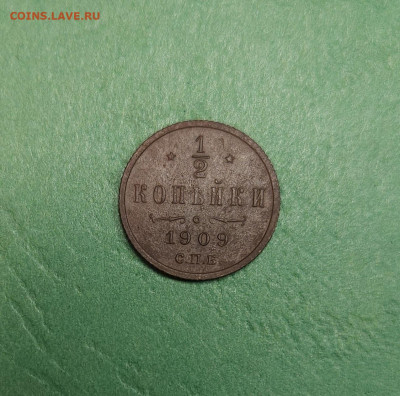 COINS.LAVE.RU
1/2
КОПѢЙКИ
1909
С.П.Б.